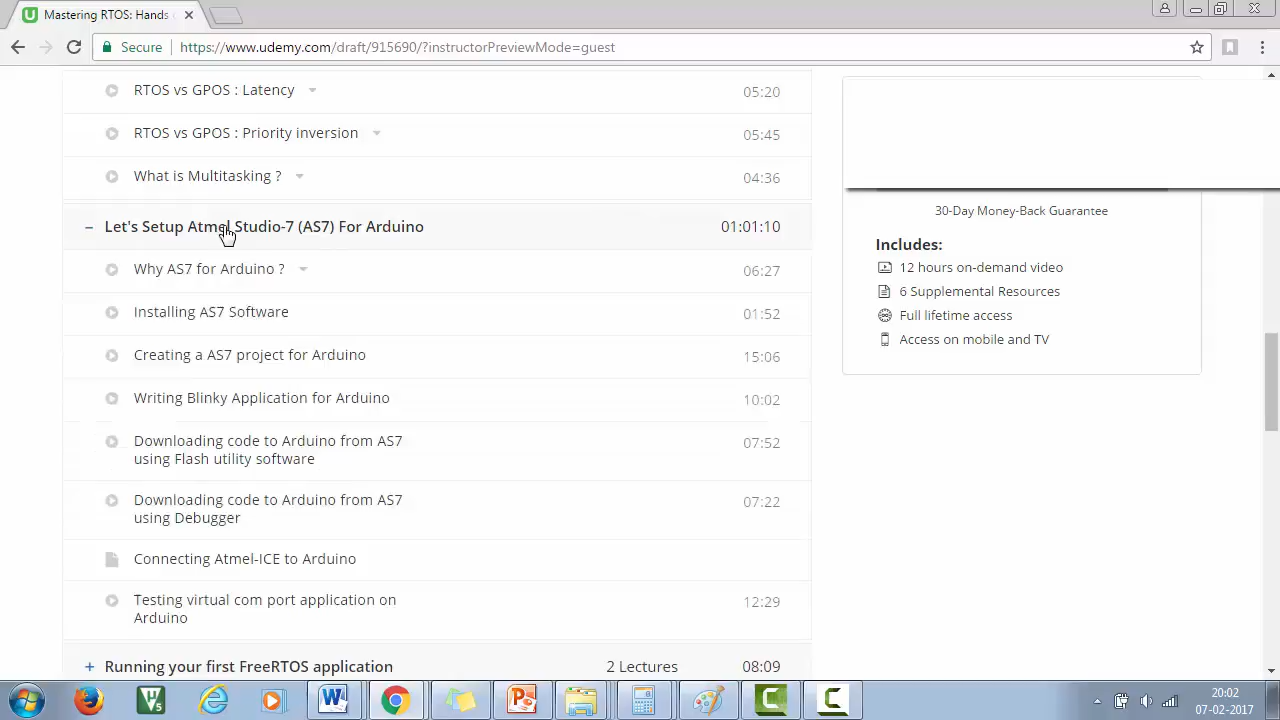 Mastering RTOS: Hands
Secure https://www.udemy.com/draft/915690/?instructorPreviewMode=guest
RTOS vs GPOS : Latency 05:20
RTOS vs GPOS : Priority inversion 05:45
What is Multitasking ? 04:36
Let's Setup Atmel Studio-7 (AS7) For Arduino 01:01:10
Why AS7 for Arduino ? 06:27
Installing AS7 Software 01:52
Creating a AS7 project for Arduino 15:06
Writing Blinky Application for Arduino 10:02
Downloading code to Arduino from AS7 07:52
using Flash utility software
Downloading code to Arduino from AS7 07:22
using Debugger
Connecting Atmel-ICE to Arduino
Testing virtual com port application on 12:29
Arduino
Running your first FreeRTOS application 2 Lectures 08:09
30-Day Money-Back Guarantee
Includes:
12 hours on-demand video
6 Supplemental Resources
Full lifetime access
Access on mobile and TV
20:02
07-02-2017